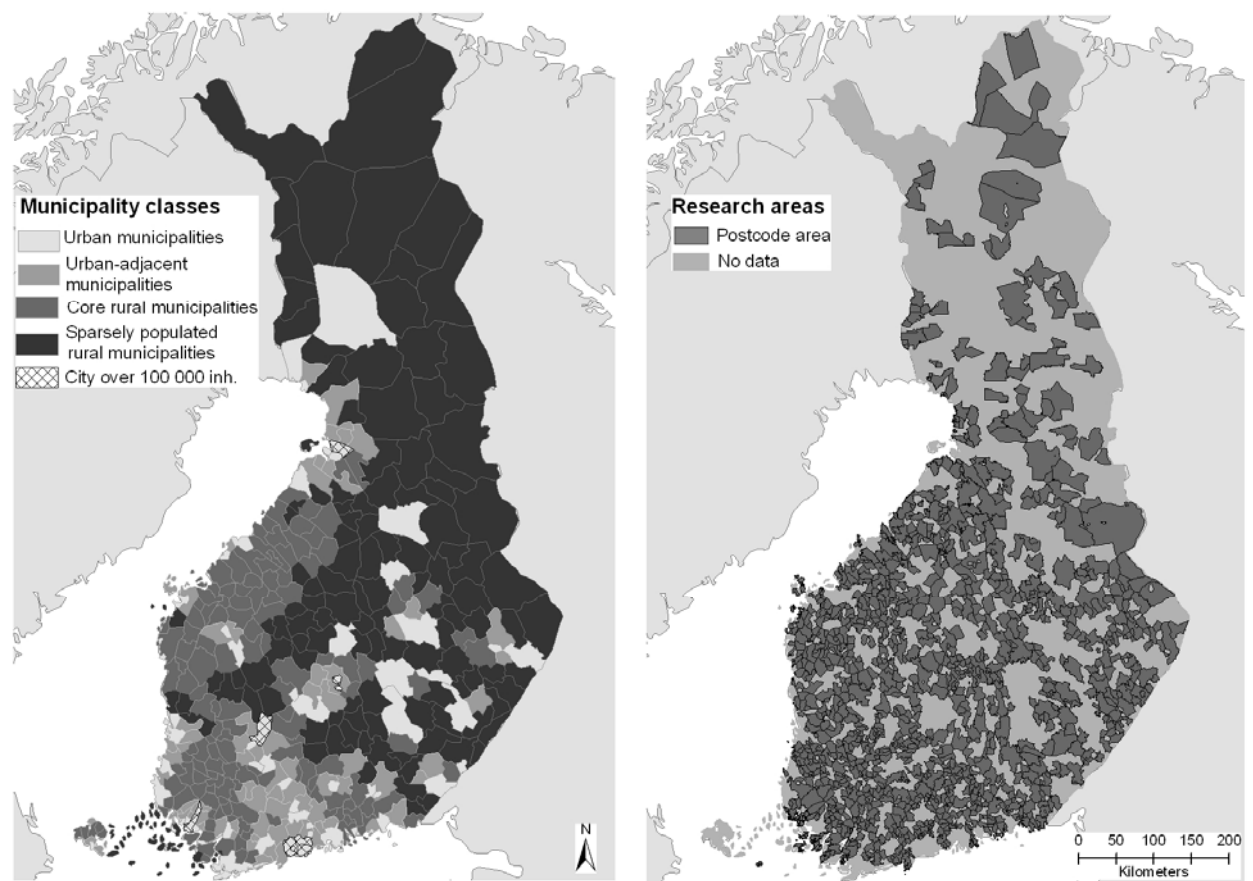 Municipality classes
Urban municipalities
Urban-adjacent
municipalities
Core rural municipalities
Sparsely populated
rural municipalities
City over 100 000 inh.
N
Research areas
Postcode area
No data
0 50 100 150 200
Kilometers